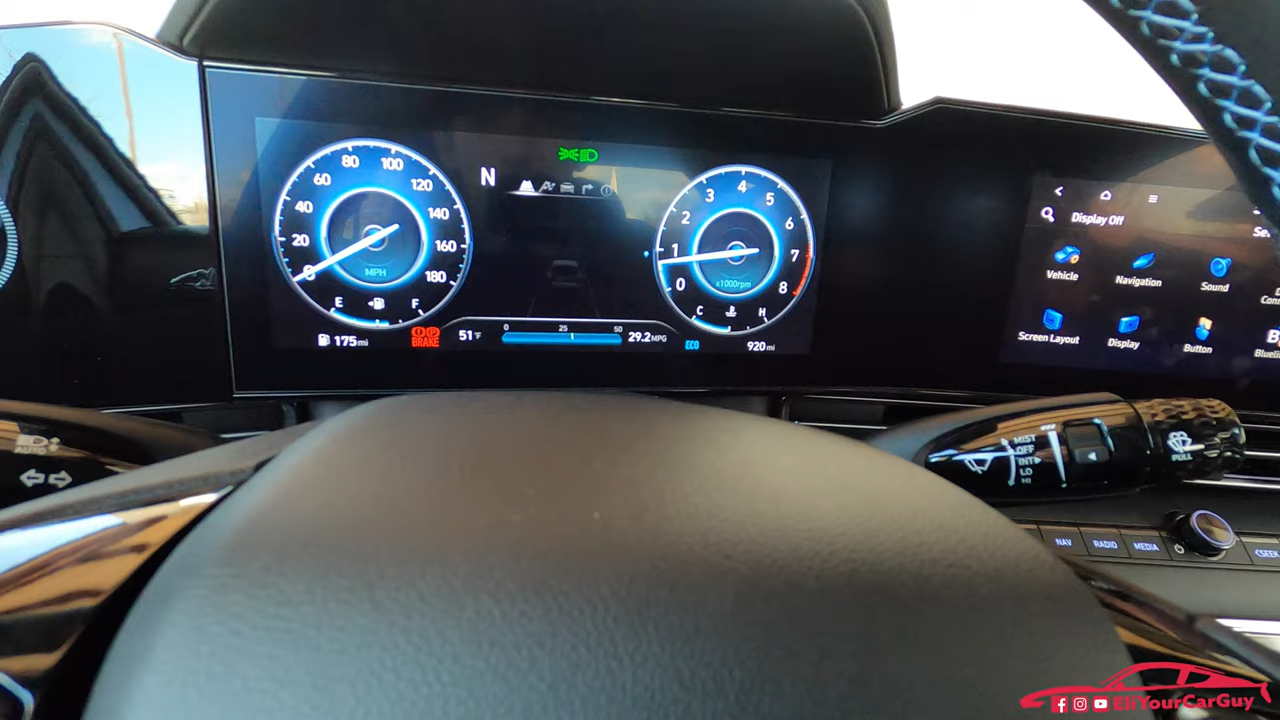 80 100
60 120
40 140
20 160
0 180
MPH
E F
175mi
BRAKE
N
51°F
0 25 50
29.2MPG
4
3 5
2 6
1 7
0 8
x1000rpm
C H
ECO
920mi
Display Off
Se
Vehicle
Navigation
Sound
Screen Layout
Display
Button
AUTO
MIST
OFF
INT
LO
HI
PULL
NAV
RADIO
MEDIA
<SEEK
EliYourCarGuy